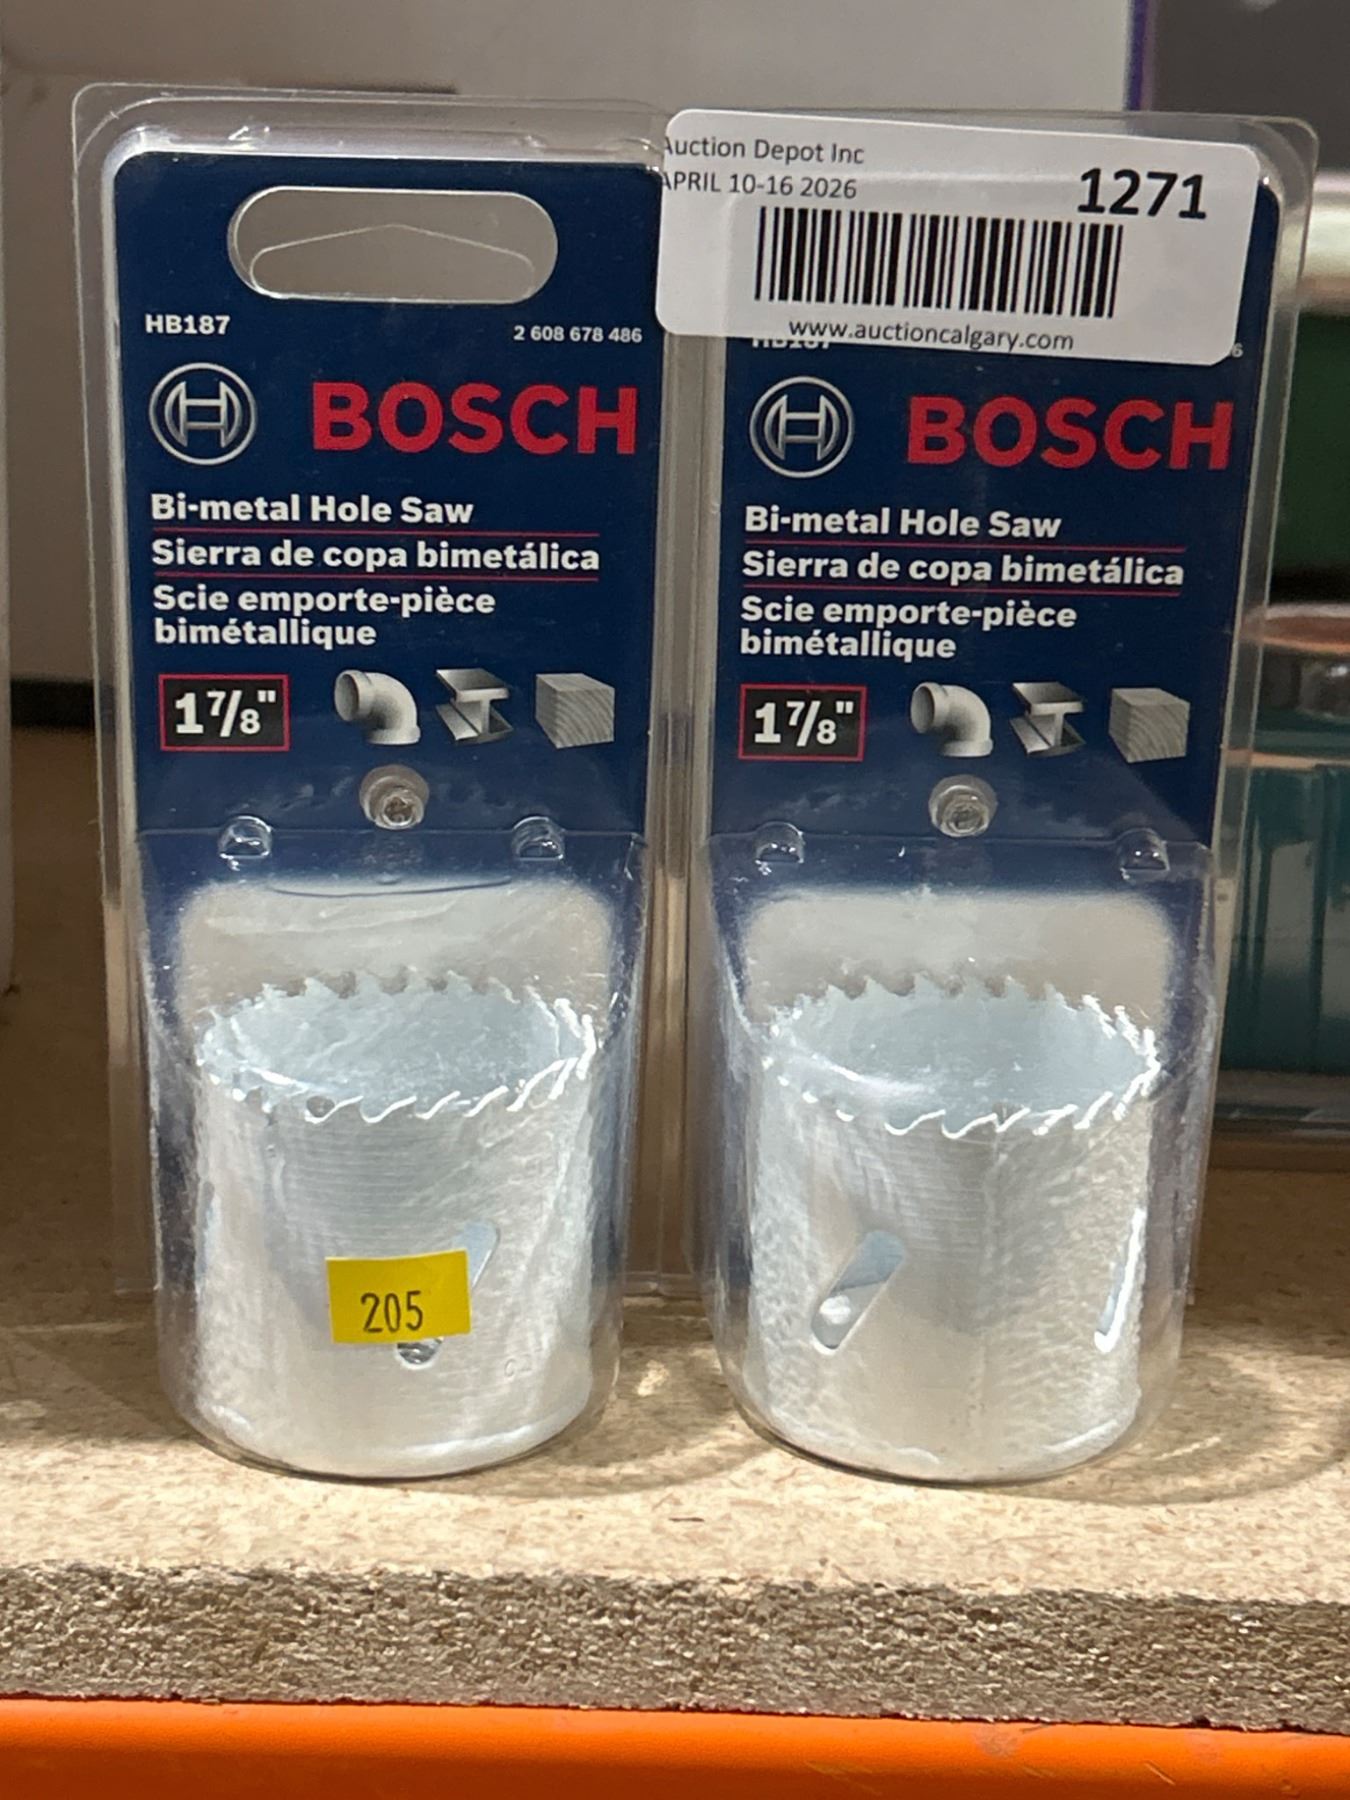 HB187
2 608 678 486
BOSCH
Bi-metal Hole Saw
Sierra de copa bimetálica
Scie emporte-pièce
bimétallique
1 7/8"
205
Auction Depot Inc
APRIL 10-16 2026
1271
www.auctioncalgary.com
BOSCH
Bi-metal Hole Saw
Sierra de copa bimetálica
Scie emporte-pièce
bimétallique
1 7/8"